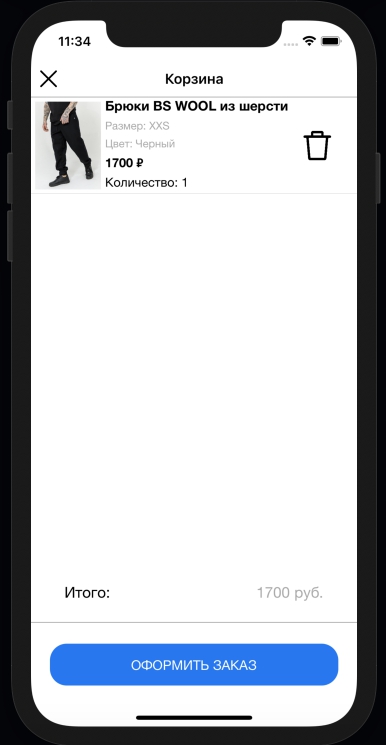 11:34
Корзина
Брюки BS WOOL из шерсти
Размер: XXS
Цвет: Черный
1700 ₽
Количество: 1
Итого: 1700 руб.
ОФОРМИТЬ ЗАКАЗ